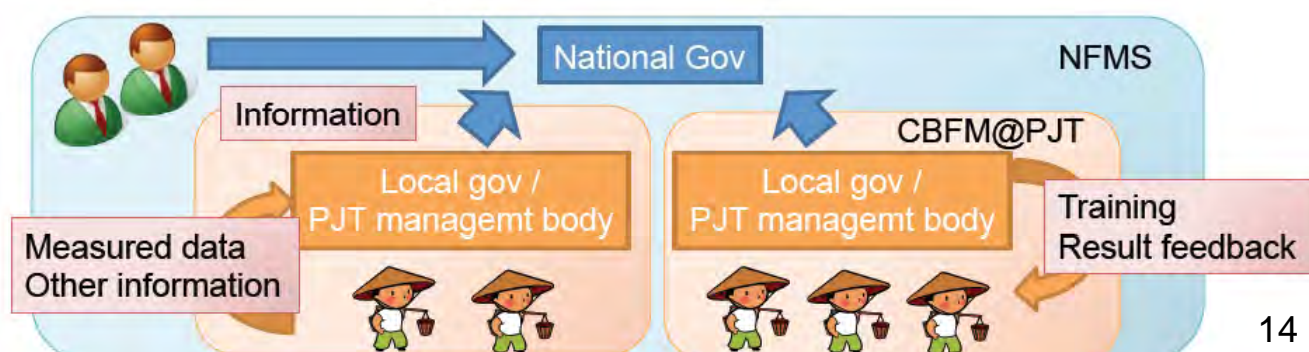 National Gov
NFMS
Information
CBFM@PJT
Local gov /
PJT managemt body
Local gov /
PJT managemt body
Measured data
Other information
Training
Result feedback
14